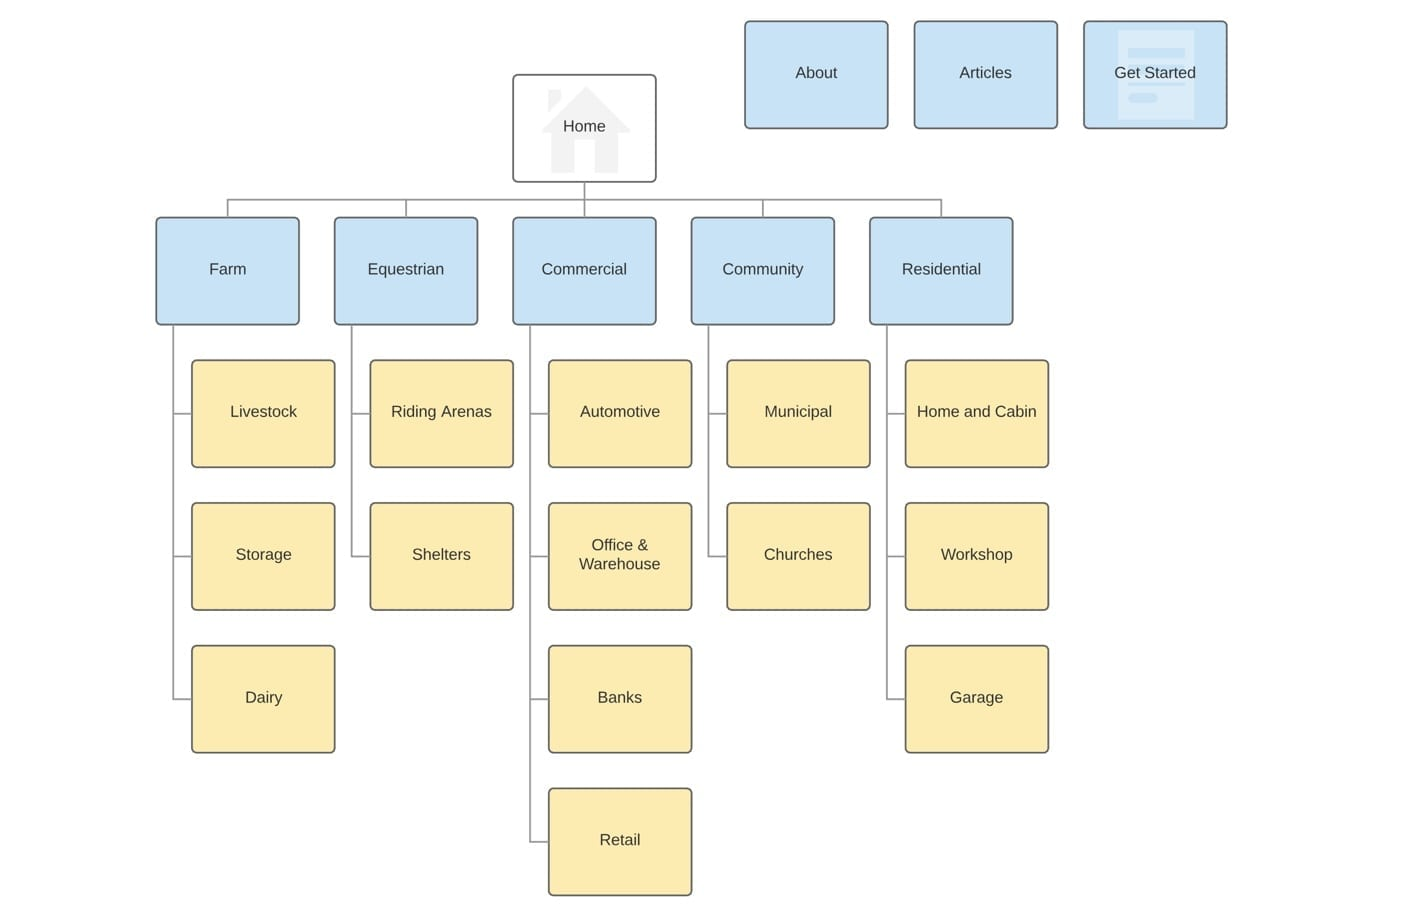 About
Articles
Get Started
Home
Farm
Equestrian
Commercial
Community
Residential
Livestock
Riding Arenas
Automotive
Municipal
Home and Cabin
Storage
Shelters
Office &
Warehouse
Churches
Workshop
Dairy
Banks
Garage
Retail